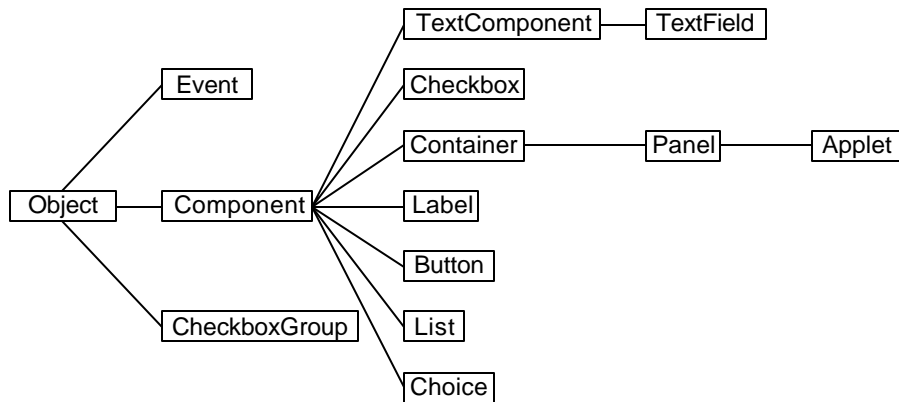 TextComponent
TextField
Event
Checkbox
Container
Panel
Applet
Object
Component
Label
Button
CheckboxGroup
List
Choice